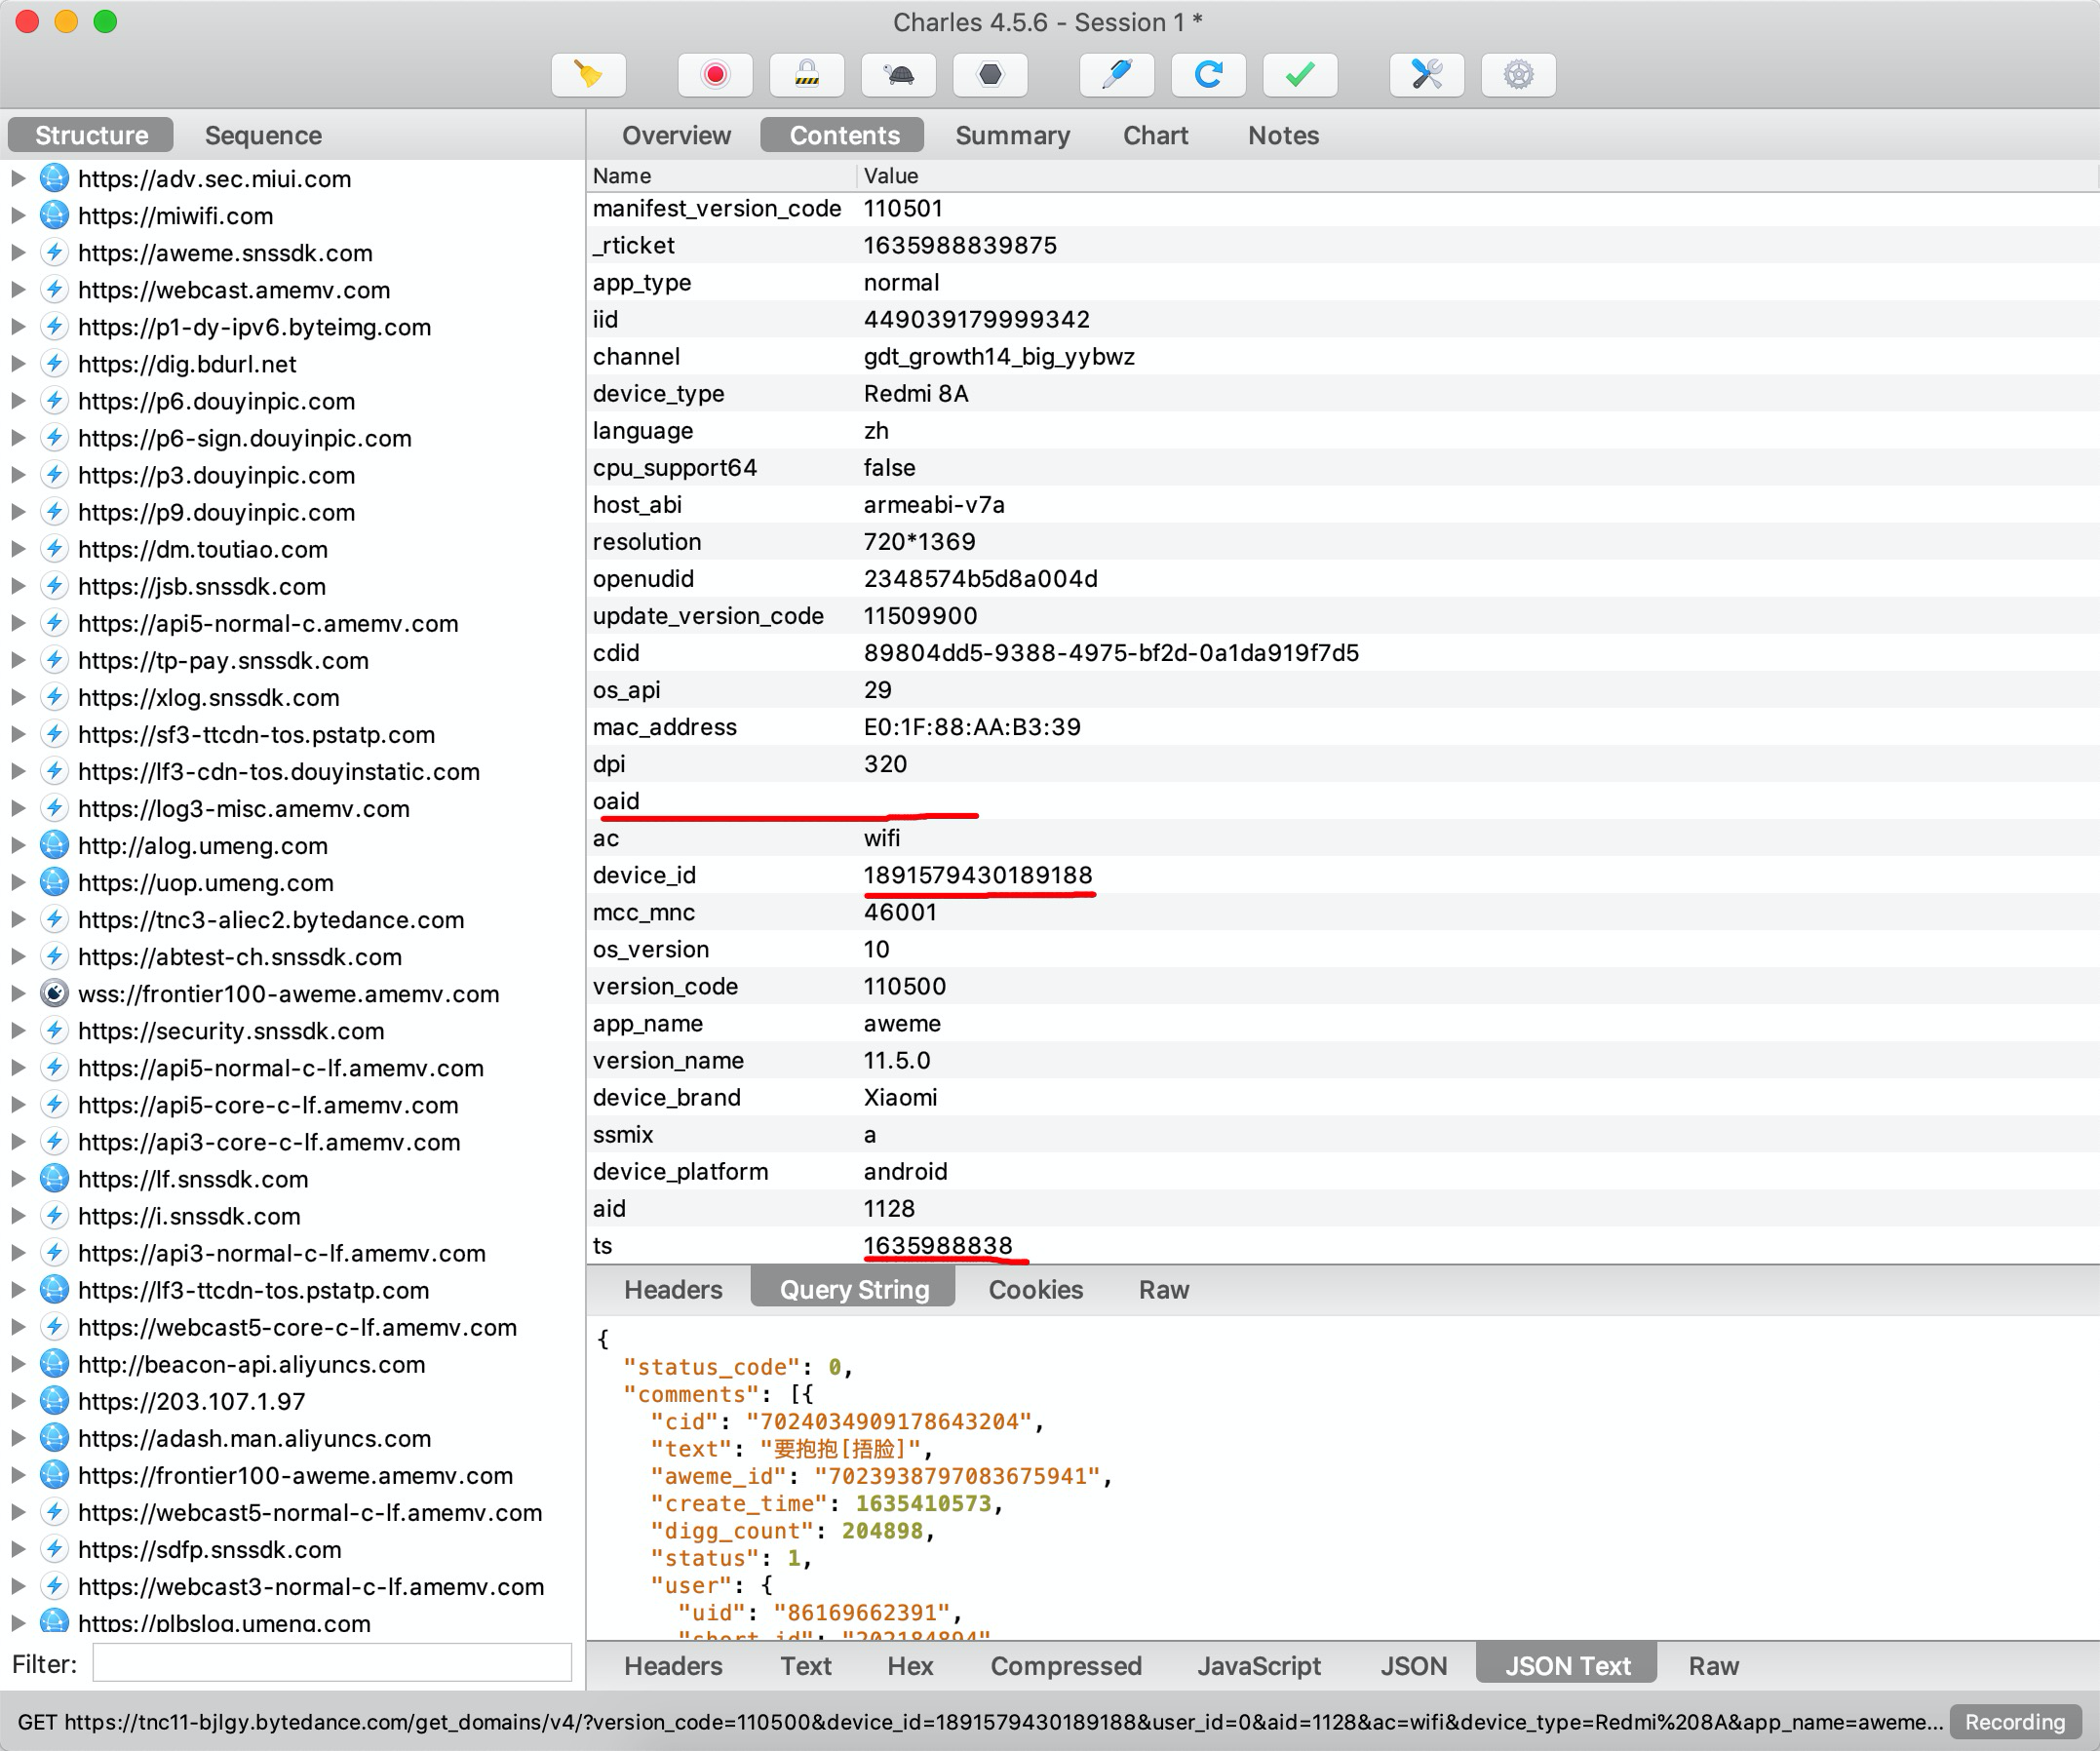 Charles 4.5.6 - Session 1 *
Structure Sequence
https://adv.sec.miui.com
https://miwifi.com
https://aweme.snssdk.com
https://webcast.amemv.com
https://p1-dy-ipv6.byteimg.com
https://dig.bdurl.net
https://p6.douyinpic.com
https://p6-sign.douyinpic.com
https://p3.douyinpic.com
https://p9.douyinpic.com
https://dm.toutiao.com
https://jsb.snssdk.com
https://api5-normal-c.amemv.com
https://tp-pay.snssdk.com
https://xlog.snssdk.com
https://sf3-ttcdn-tos.pstatp.com
https://lf3-cdn-tos.douyinstatic.com
https://log3-misc.amemv.com
http://alog.umeng.com
https://uop.umeng.com
https://tnc3-aliec2.bytedance.com
https://abtest-ch.snssdk.com
wss://frontier100-aweme.amemv.com
https://security.snssdk.com
https://api5-normal-c-lf.amemv.com
https://api5-core-c-lf.amemv.com
https://api3-core-c-lf.amemv.com
https://lf.snssdk.com
https://i.snssdk.com
https://api3-normal-c-lf.amemv.com
https://lf3-ttcdn-tos.pstatp.com
https://webcast5-core-c-lf.amemv.com
http://beacon-api.aliyuncs.com
https://203.107.1.97
https://adash.man.aliyuncs.com
https://frontier100-aweme.amemv.com
https://webcast5-normal-c-lf.amemv.com
https://sdfp.snssdk.com
https://webcast3-normal-c-lf.amemv.com
https://plbslog.umeng.com
Filter:
Overview Contents Summary Chart Notes
Name Value
manifest_version_code 110501
_rticket 1635988839875
app_type normal
iid 449039179999342
channel gdt_growth14_big_yybwz
device_type Redmi 8A
language zh
cpu_support64 false
host_abi armeabi-v7a
resolution 720*1369
openudid 2348574b5d8a004d
update_version_code 11509900
cdid 89804dd5-9388-4975-bf2d-0a1da919f7d5
os_api 29
mac_address E0:1F:88:AA:B3:39
dpi 320
oaid
ac wifi
device_id 1891579430189188
mcc_mnc 46001
os_version 10
version_code 110500
app_name aweme
version_name 11.5.0
device_brand Xiaomi
ssmix a
device_platform android
aid 1128
ts 1635988838
Headers Query String Cookies Raw
{
"status_code": 0,
"comments": [{
"cid": "7024034909178643204",
"text": "要抱抱[捂脸]",
"aweme_id": "7023938797083675941",
"create_time": 1635410573,
"digg_count": 204898,
"status": 1,
"user": {
"uid": "86169662391",
"short_id": "202184894"
Headers Text Hex Compressed JavaScript JSON JSON Text Raw
GET https://tnc11-bjlgy.bytedance.com/get_domains/v4/?version_code=110500&device_id=1891579430189188&user_id=0&aid=1128&ac=wifi&device_type=Redmi%208A&app_name=aweme... Recording